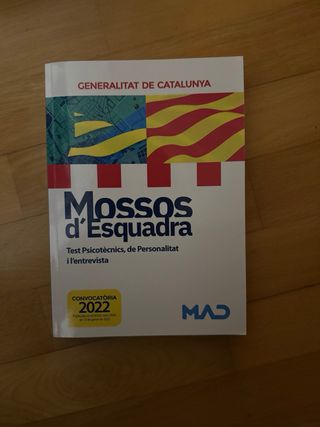 GENERALITAT DE CATALUNYA
Mossos
d'Esquadra
Test Psicotècnics, de Personalitat
i l'entrevista
CONVOCATÒRIA
2022
MAD